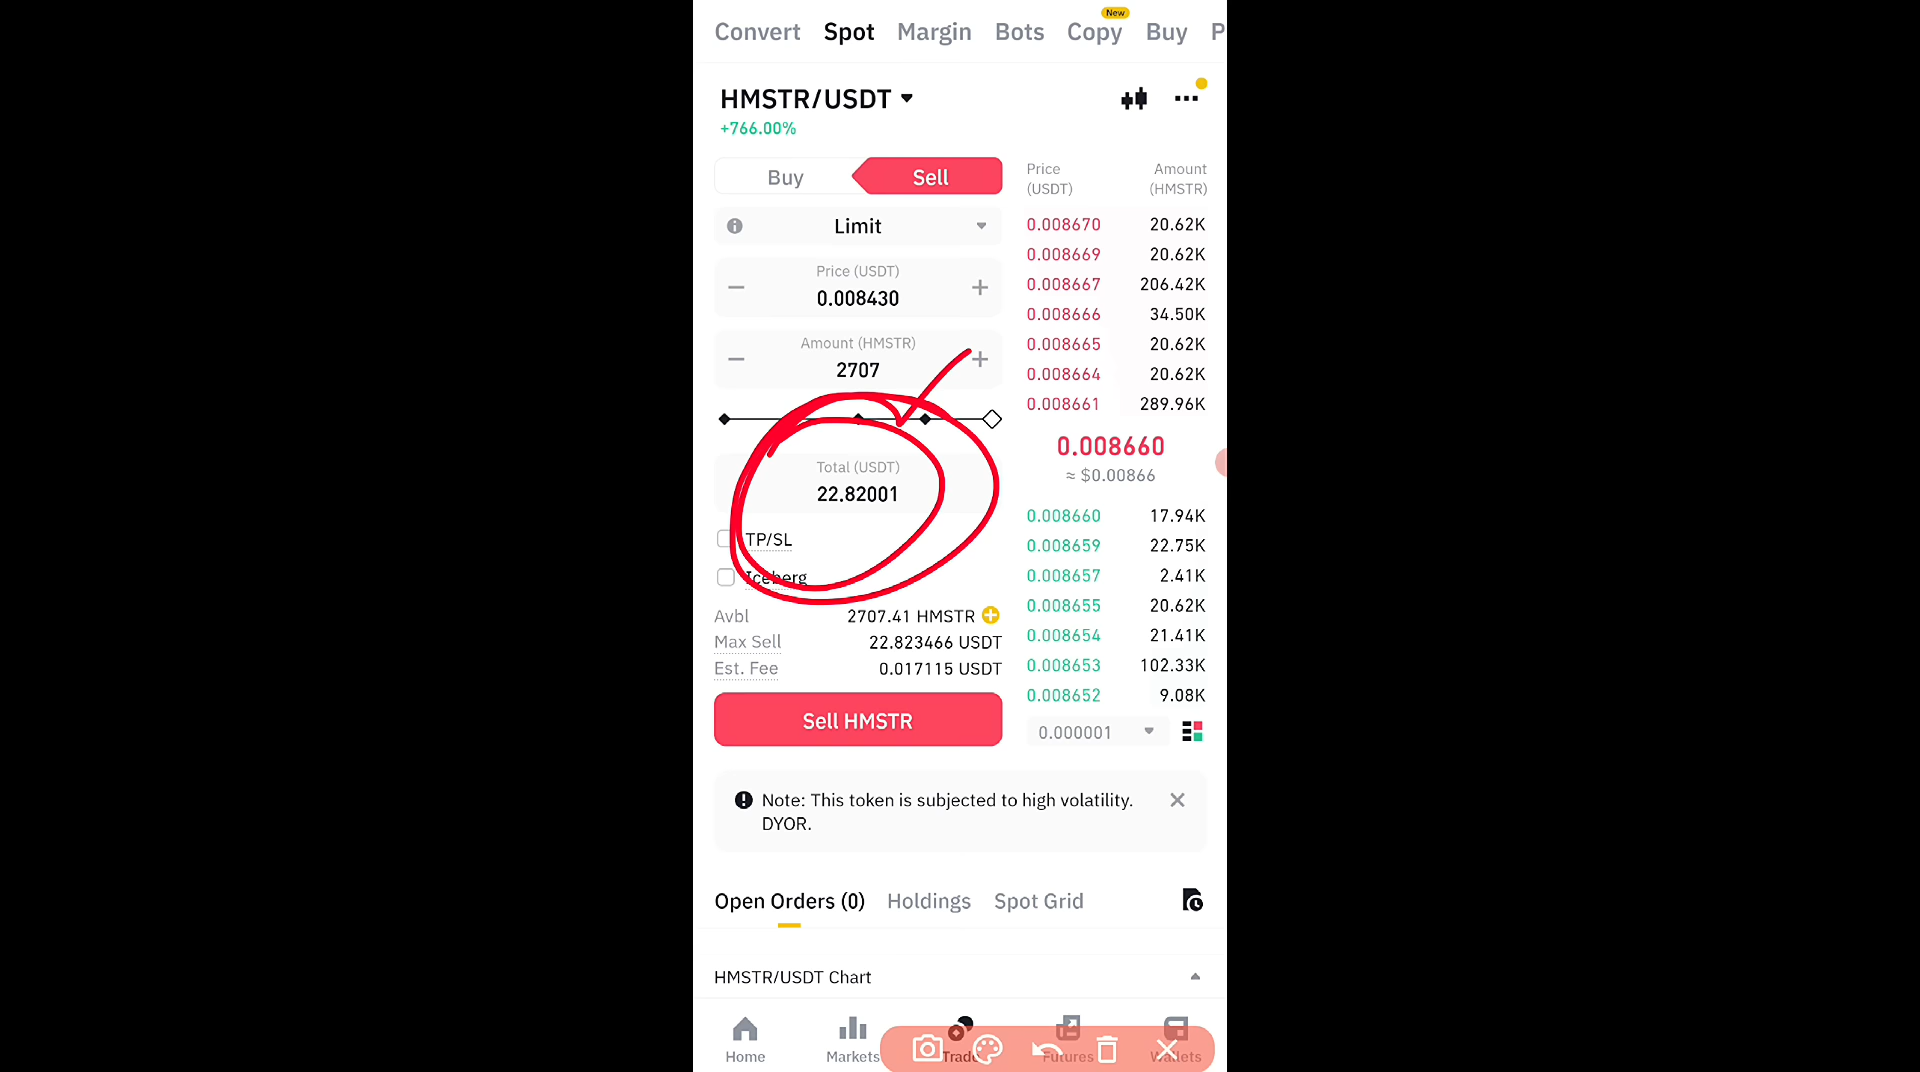 Convert Spot Margin Bots Copy New Buy P
HMSTR/USDT
+766.00%
Buy Sell
Limit
Price (USDT)
0.008430
Amount (HMSTR)
2707
Total (USDT)
22.82001
TP/SL
Iceberg
Avbl 2707.41 HMSTR
Max Sell 22.823466 USDT
Est. Fee 0.017115 USDT
Sell HMSTR
Price Amount
(USDT) (HMSTR)
0.008670 20.62K
0.008669 20.62K
0.008667 206.42K
0.008666 34.50K
0.008665 20.62K
0.008664 20.62K
0.008661 289.96K
0.008660
≈ $0.00866
0.008660 17.94K
0.008659 22.75K
0.008657 2.41K
0.008655 20.62K
0.008654 21.41K
0.008653 102.33K
0.008652 9.08K
0.000001
Note: This token is subjected to high volatility.
DYOR.
Open Orders (0) Holdings Spot Grid
HMSTR/USDT Chart
Home Markets Trade Futures Wallets